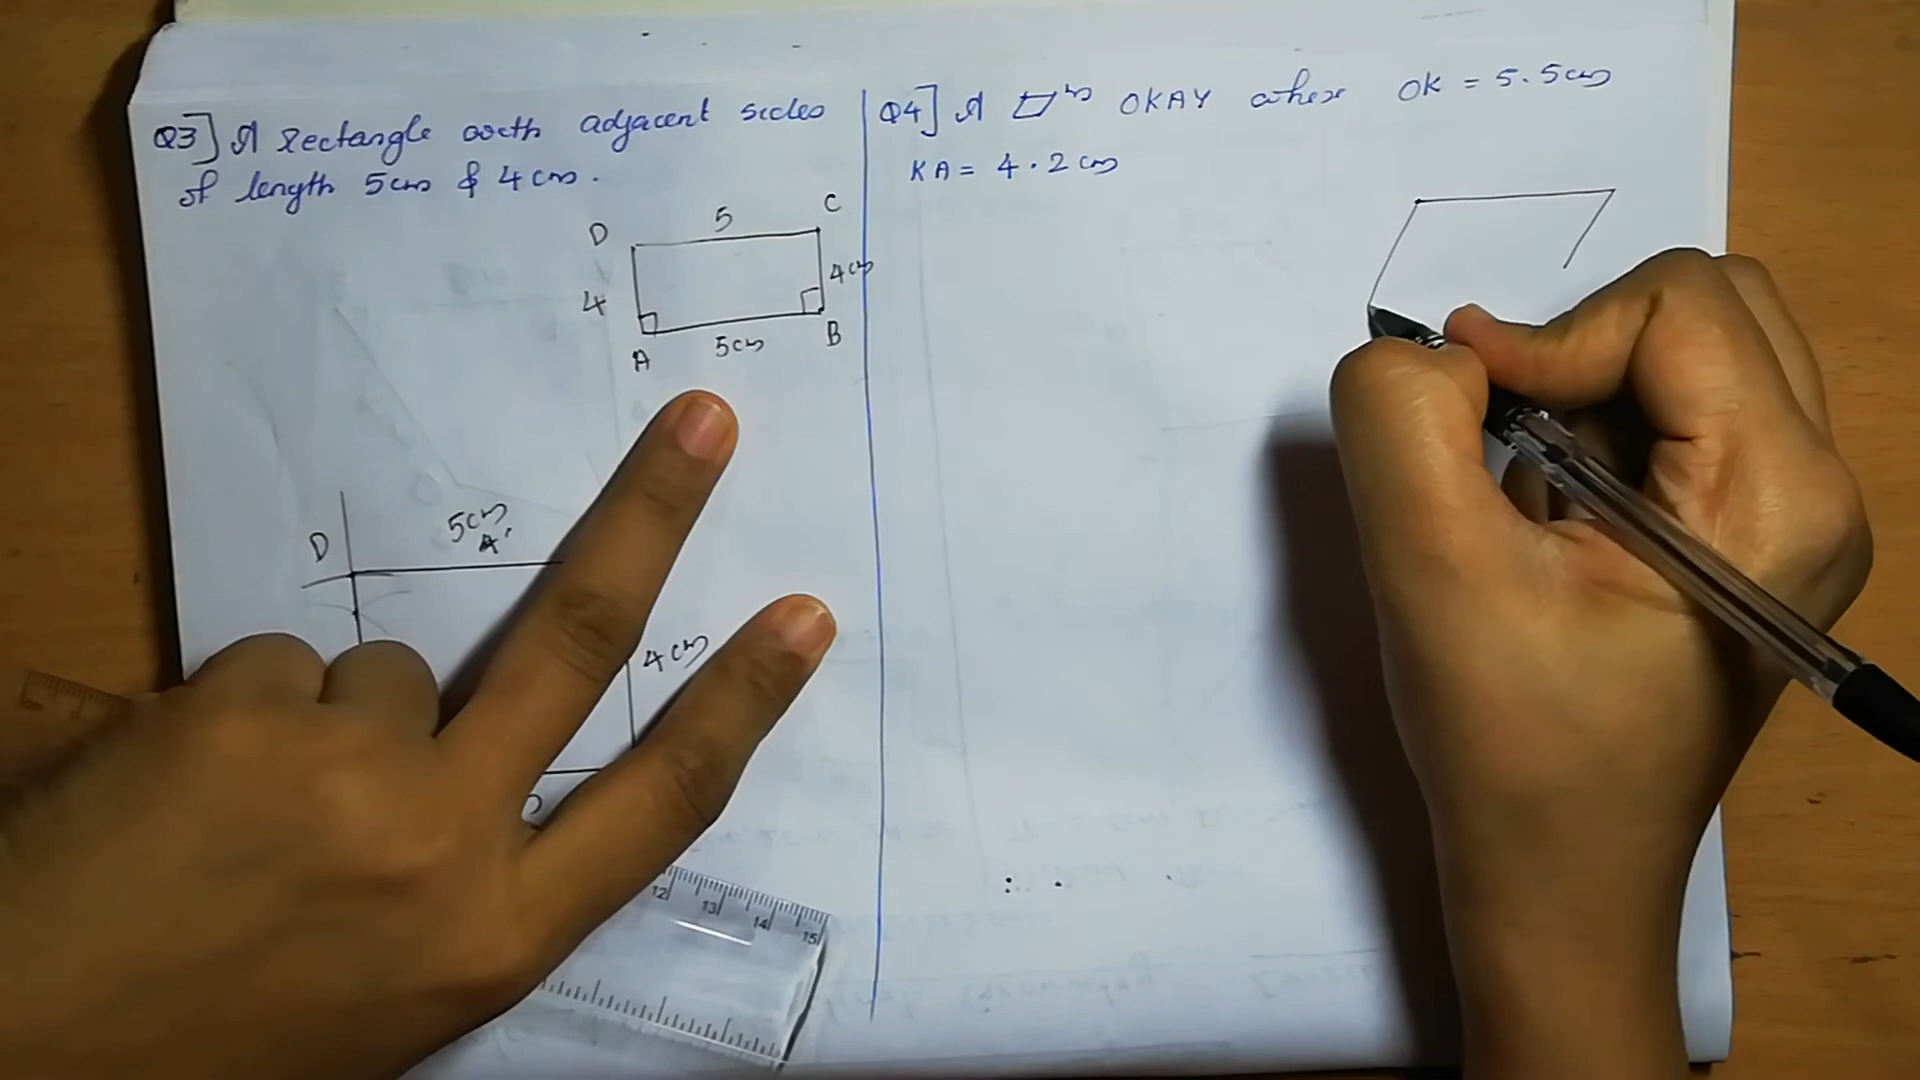 Q3] A Rectangle with adjacent sides
of length 5cm & 4cm.
D 5 C
4 4cm
A 5cm B
D 5cm
A
4cm
12 13 14 15
Q4] A ▱m OKAY where OK = 5.5cm
KA = 4.2cm